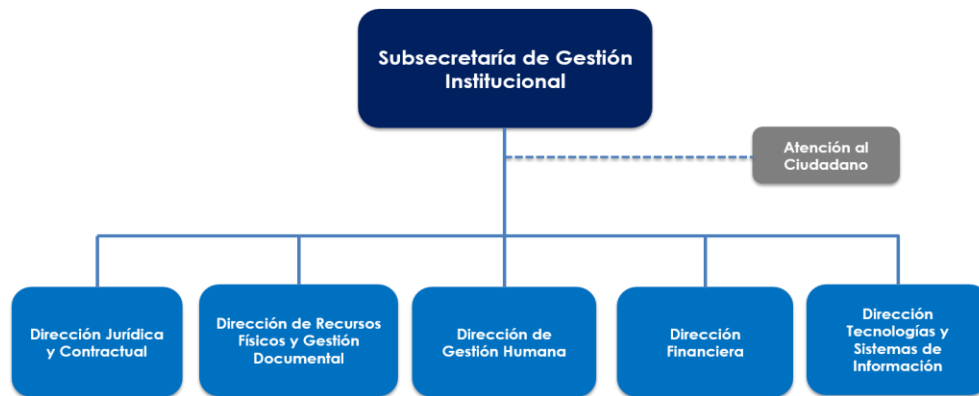 Subsecretaría de Gestión
Institucional
Atención al
Ciudadano
Dirección Jurídica
y Contractual
Dirección de Recursos
Físicos y Gestión
Documental
Dirección de
Gestión Humana
Dirección
Financiera
Dirección
Tecnologías y
Sistemas de
Información